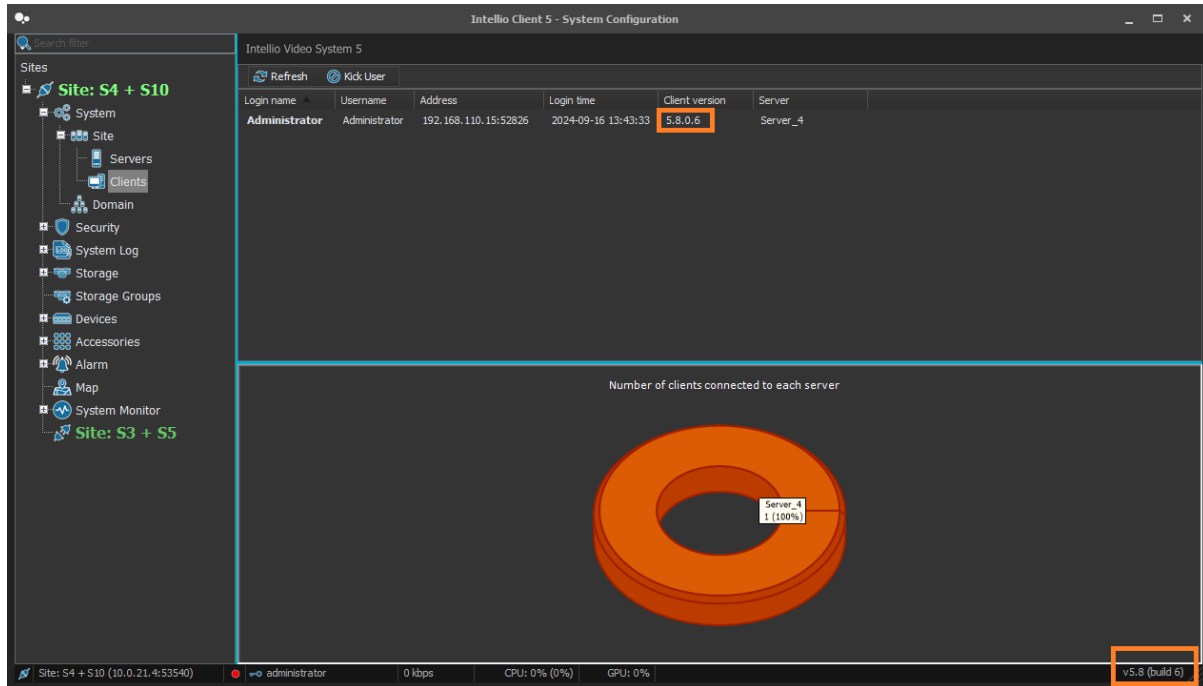 Intellio Client 5 - System Configuration
Search filter
Sites
Site: S4 + S10
System
Site
Servers
Clients
Domain
Security
System Log
Storage
Storage Groups
Devices
Accessories
Alarm
Map
System Monitor
Site: S3 + S5
Intellio Video System 5
Refresh Kick User
Login name Username Address Login time Client version Server
Administrator Administrator 192.168.110.15:52826 2024-09-16 13:43:33 5.8.0.6 Server_4
Number of clients connected to each server
Server_4
1 (100%)
Site: S4 + S10 (10.0.21.4:53540) administrator 0 kbps CPU: 0% (0%) GPU: 0% v5.8 (build 6)